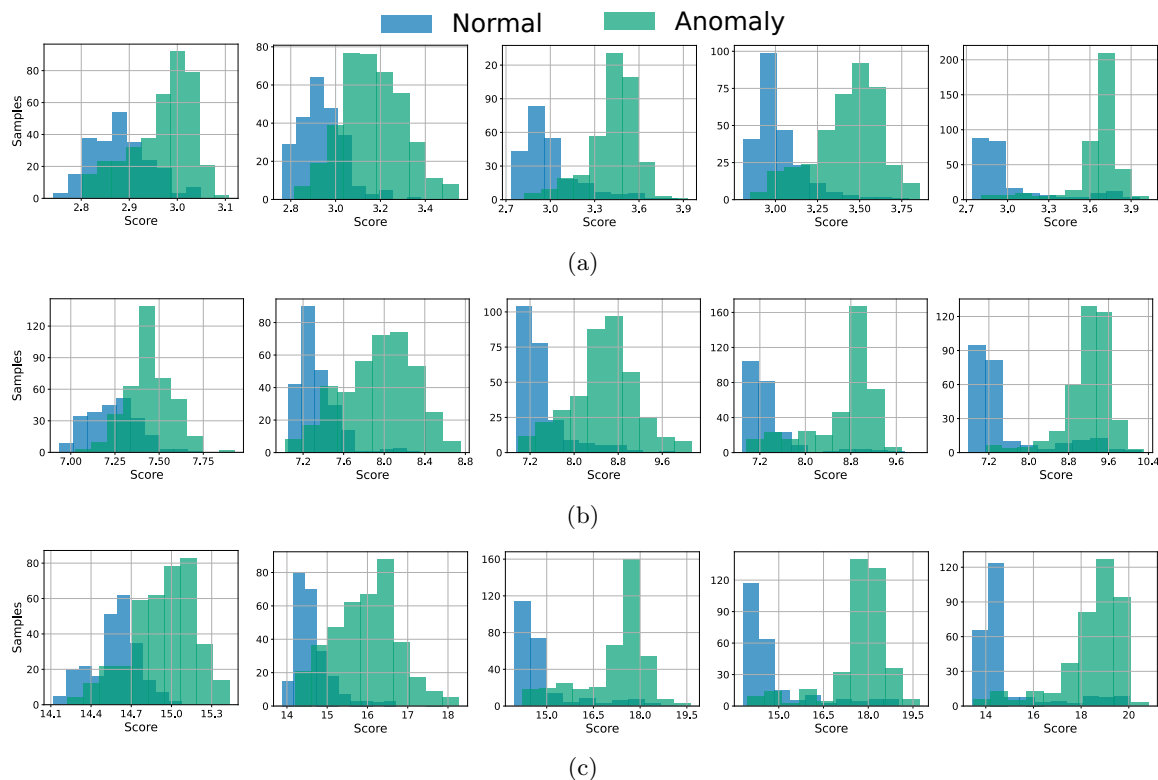 Normal Anomaly
Samples
80
60
40
20
0
2.8 2.9 3.0 3.1
Score
80
60
40
20
0
2.8 3.0 3.2 3.4
Score
120
90
60
30
0
2.7 3.0 3.3 3.6 3.9
Score
100
75
50
25
0
3.00 3.25 3.50 3.75
Score
200
150
100
50
0
2.7 3.0 3.3 3.6 3.9
Score
(a)
Samples
120
90
60
30
0
7.00 7.25 7.50 7.75
Score
80
60
40
20
0
7.2 7.6 8.0 8.4 8.8
Score
100
75
50
25
0
7.2 8.0 8.8 9.6
Score
160
120
80
40
0
7.2 8.0 8.8 9.6
Score
120
90
60
30
0
7.2 8.0 8.8 9.6 10.4
Score
(b)
Samples
80
60
40
20
0
14.1 14.4 14.7 15.0 15.3
Score
80
60
40
20
0
14 15 16 17 18
Score
160
120
80
40
0
15.0 16.5 18.0 19.5
Score
120
90
60
30
0
15.0 16.5 18.0 19.5
Score
120
90
60
30
0
14 16 18 20
Score
(c)